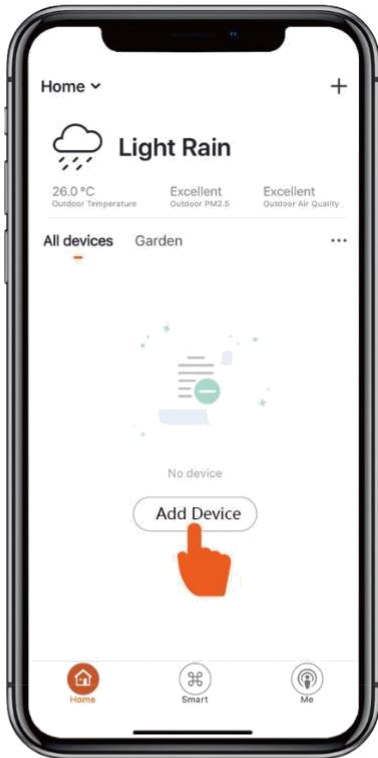 Home
Light Rain
26.0 °C Excellent Excellent
Outdoor Temperature Outdoor PM2.5 Outdoor Air Quality
All devices Garden
No device
Add Device
Home Smart Me